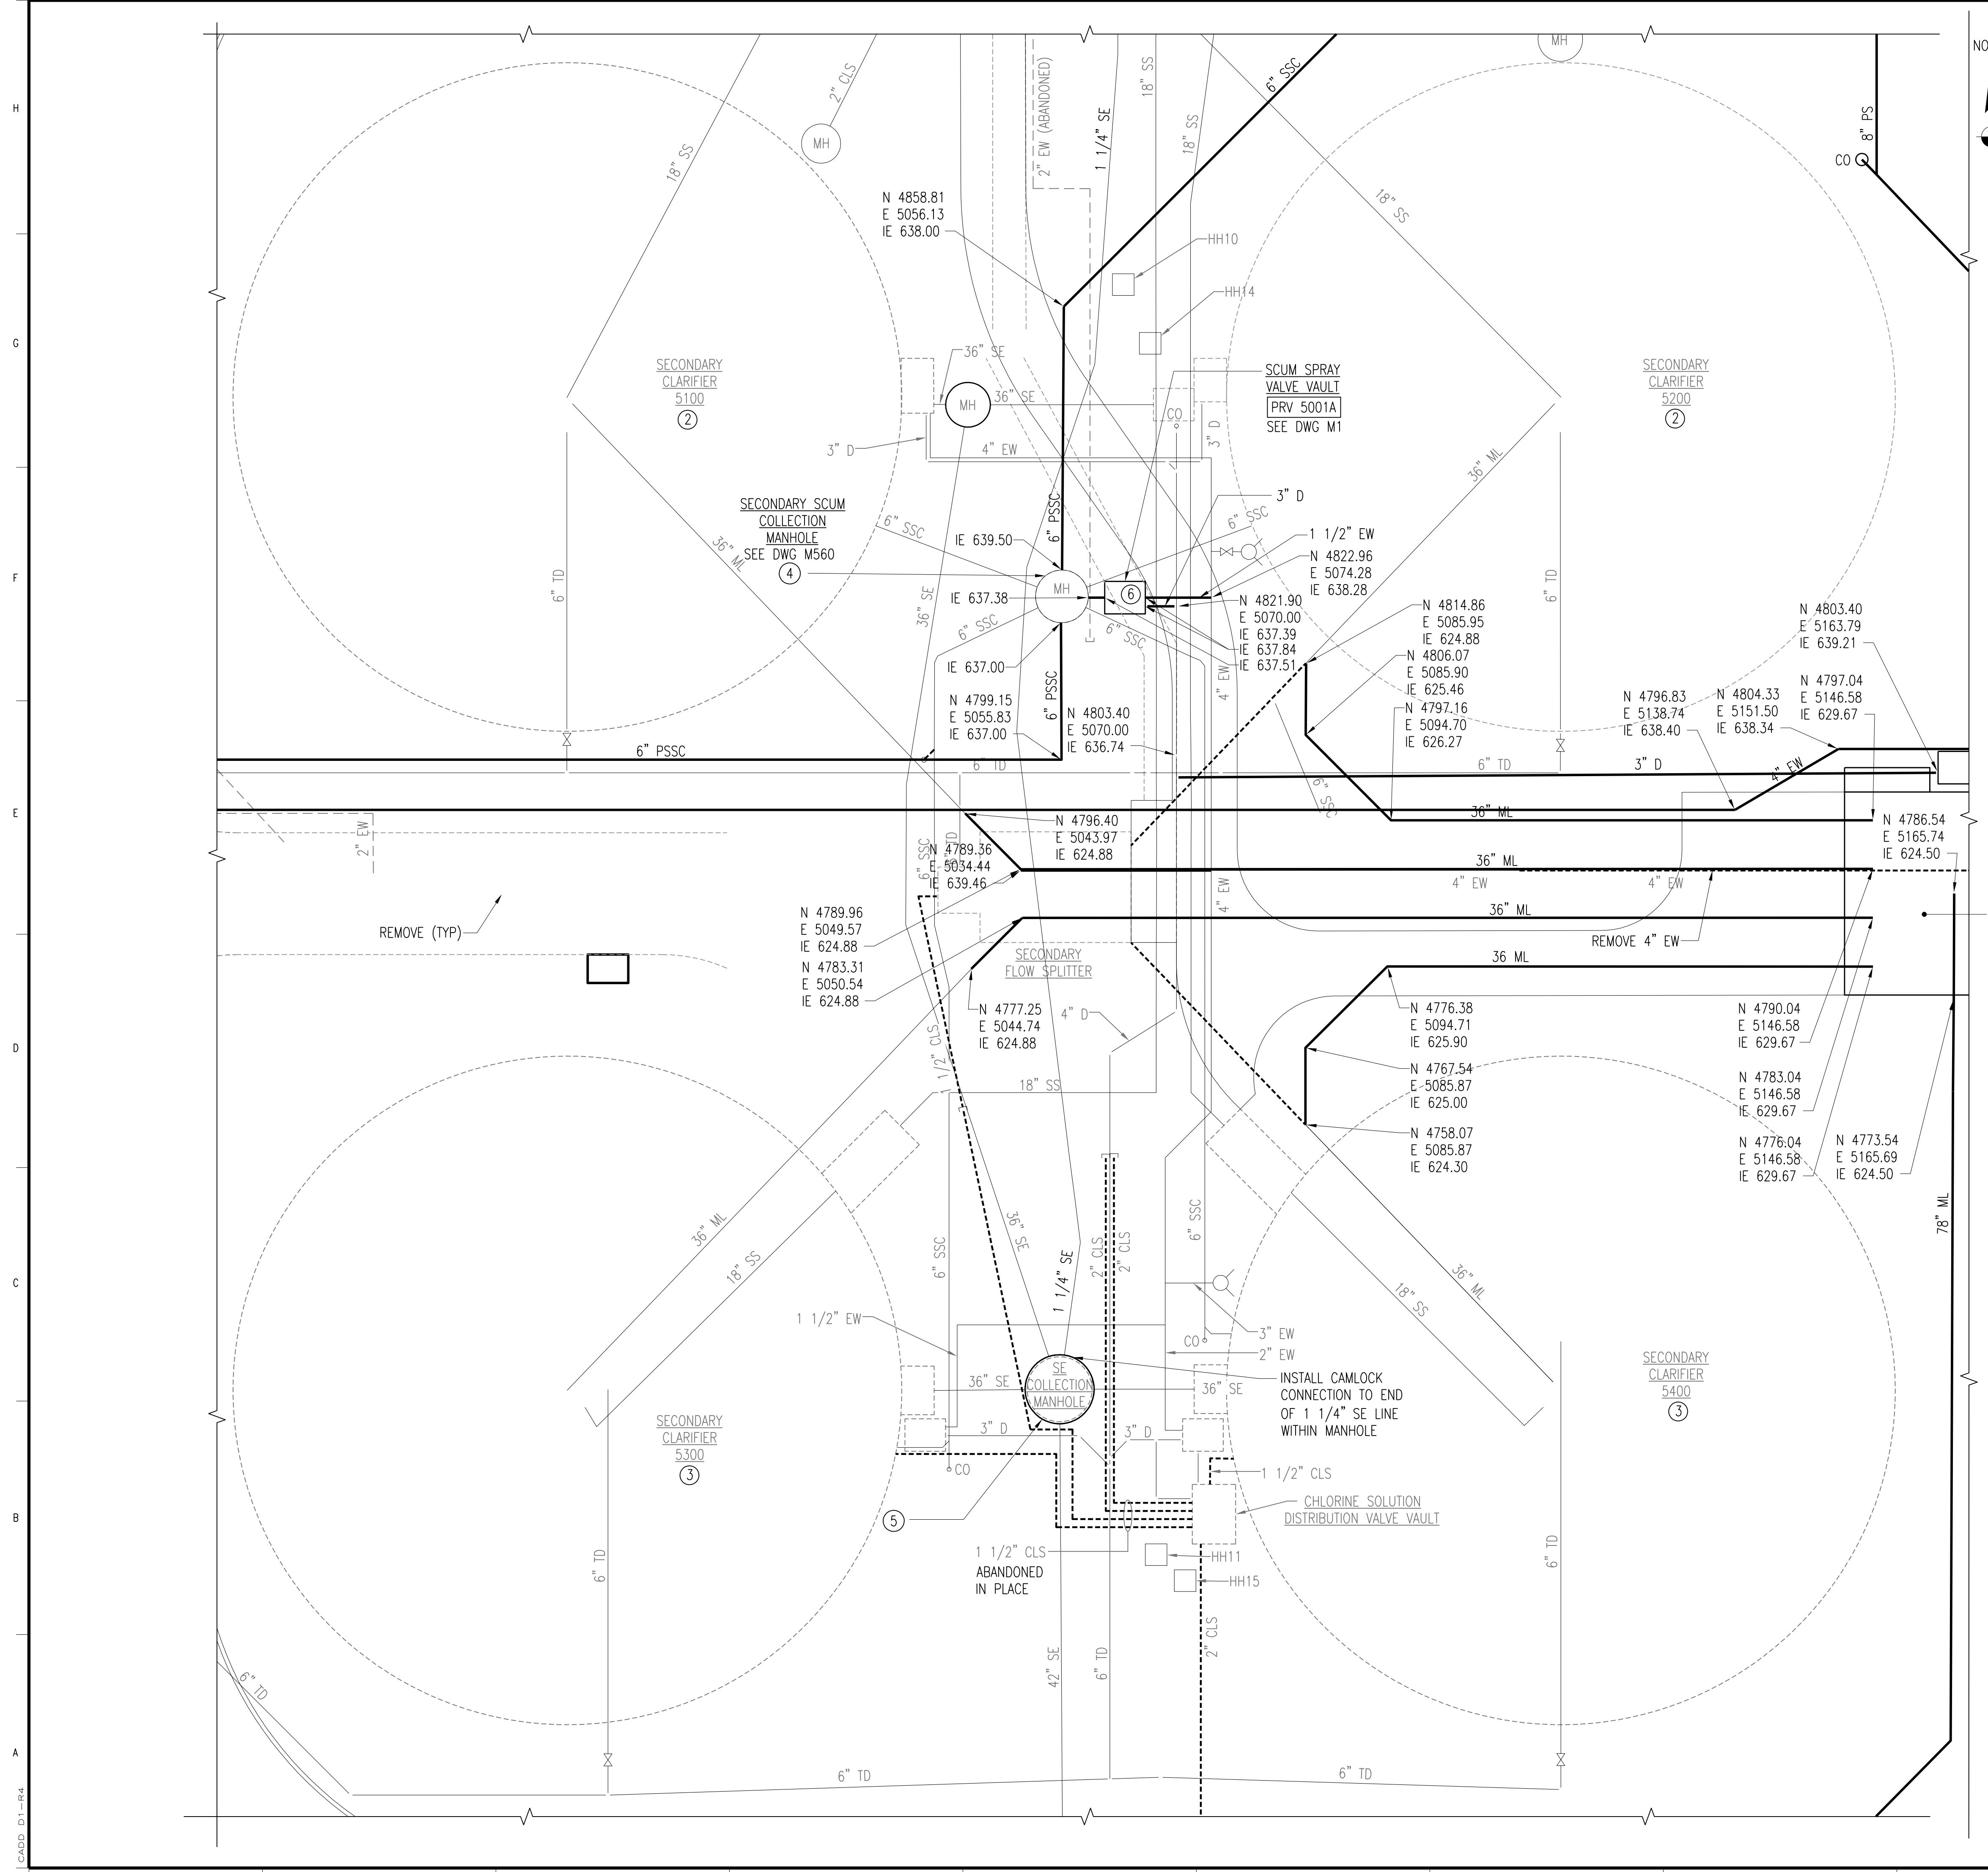 NO
H
G
F
E
D
C
B
A
CADD D1-R4
2" CLS
MH
18" SS
2" EW (ABANDONED)
1 1/4" SE
18" SS
18" SS
6" SSC
MH
8" PS
CO
18" SS
N 4858.81
E 5056.13
IE 638.00
HH10
HH14
SECONDARY
CLARIFIER
5100
2
36" SE
MH
36" SE
CO
SCUM SPRAY
VALVE VAULT
PRV 5001A
SEE DWG M1
SECONDARY
CLARIFIER
5200
2
3" D
4" EW
3" D
36" ML
SECONDARY SCUM
COLLECTION
MANHOLE
SEE DWG M560
4
36" ML
6" SSC
IE 639.50
6" PSSC
6" SSC
3" D
1 1/2" EW
N 4822.96
E 5074.28
IE 638.28
6" TD
MH
6
IE 637.38
36" SE
6" SSC
6" SSC
N 4821.90
E 5070.00
IE 637.39
IE 637.84
IE 637.51
6" TD
N 4814.86
E 5085.95
IE 624.88
N 4806.07
E 5085.90
IE 625.46
N 4797.16
E 5094.70
IE 626.27
N 4803.40
E 5163.79
IE 639.21
IE 637.00
N 4799.15
E 5055.83
IE 637.00
6" PSSC
N 4803.40
E 5070.00
IE 636.74
4" EW
N 4796.83
E 5138.74
IE 638.40
N 4804.33
E 5151.50
IE 638.34
N 4797.04
E 5146.58
IE 629.67
6" PSSC
6" TD
6" TD
3" D
4" EW
6" SSC
36" ML
2" EW
N 4796.40
E 5043.97
IE 624.88
6" SSC
6" TD
N 4789.36
E 5034.44
IE 639.46
N 4786.54
E 5165.74
IE 624.50
36" ML
4" EW
4" EW
4" EW
REMOVE (TYP)
N 4789.96
E 5049.57
IE 624.88
36" ML
REMOVE 4" EW
SECONDARY
FLOW SPLITTER
36 ML
N 4783.31
E 5050.54
IE 624.88
N 4777.25
E 5044.74
IE 624.88
4" D
N 4776.38
E 5094.71
IE 625.90
N 4790.04
E 5146.58
IE 629.67
1 1/2" CLS
18" SS
N 4767.54
E 5085.87
IE 625.00
N 4783.04
E 5146.58
IE 629.67
N 4758.07
E 5085.87
IE 624.30
N 4776.04
E 5146.58
IE 629.67
N 4773.54
E 5165.69
IE 624.50
78" ML
36" ML
18" SS
36" SE
6" SSC
1 1/4" SE
2" CLS
2" CLS
6" SSC
36" ML
18" SS
1 1/2" EW
3" EW
CO
2" EW
36" SE
SE
COLLECTION
MANHOLE
36" SE
INSTALL CAMLOCK
CONNECTION TO END
OF 1 1/4" SE LINE
WITHIN MANHOLE
SECONDARY
CLARIFIER
5400
3
SECONDARY
CLARIFIER
5300
3
3" D
3" D
CO
1 1/2" CLS
5
CHLORINE SOLUTION
DISTRIBUTION VALVE VAULT
1 1/2" CLS
ABANDONED
IN PLACE
HH11
HH15
6" TD
6" TD
42" SE
6" TD
2" CLS
6" TD
6" TD
6" TD